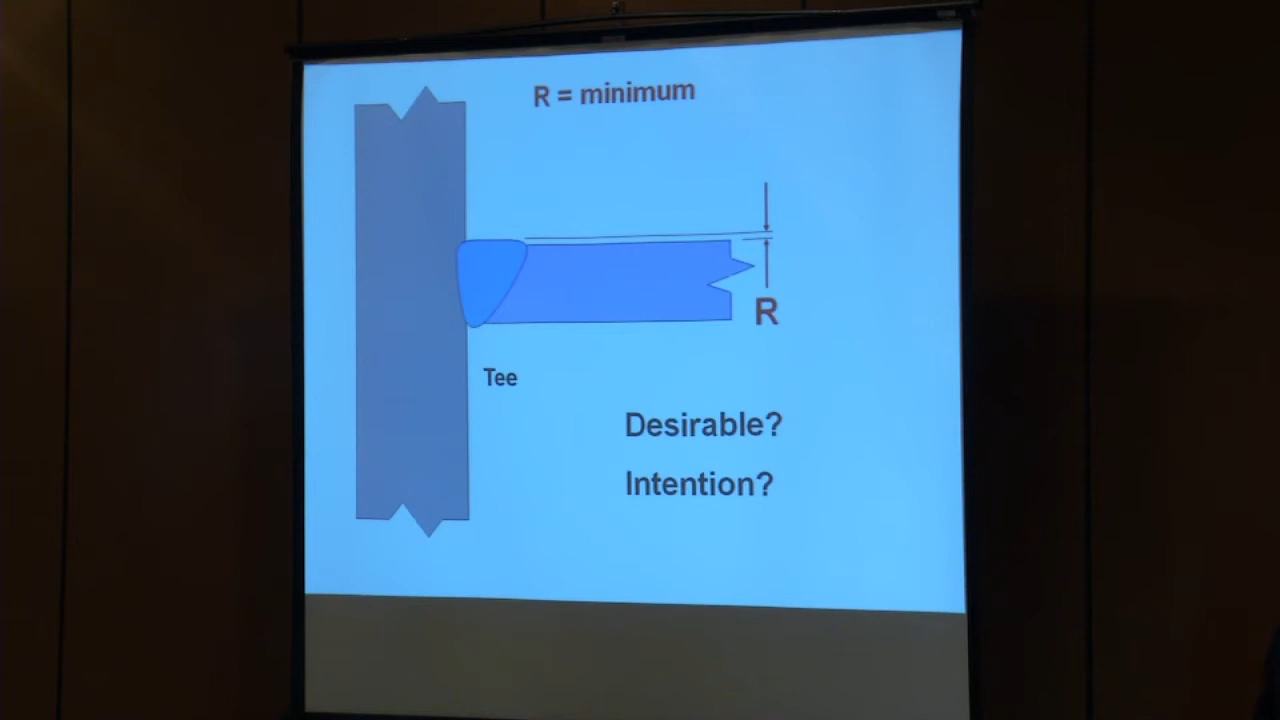 R = minimum
R
Tee
Desirable?
Intention?